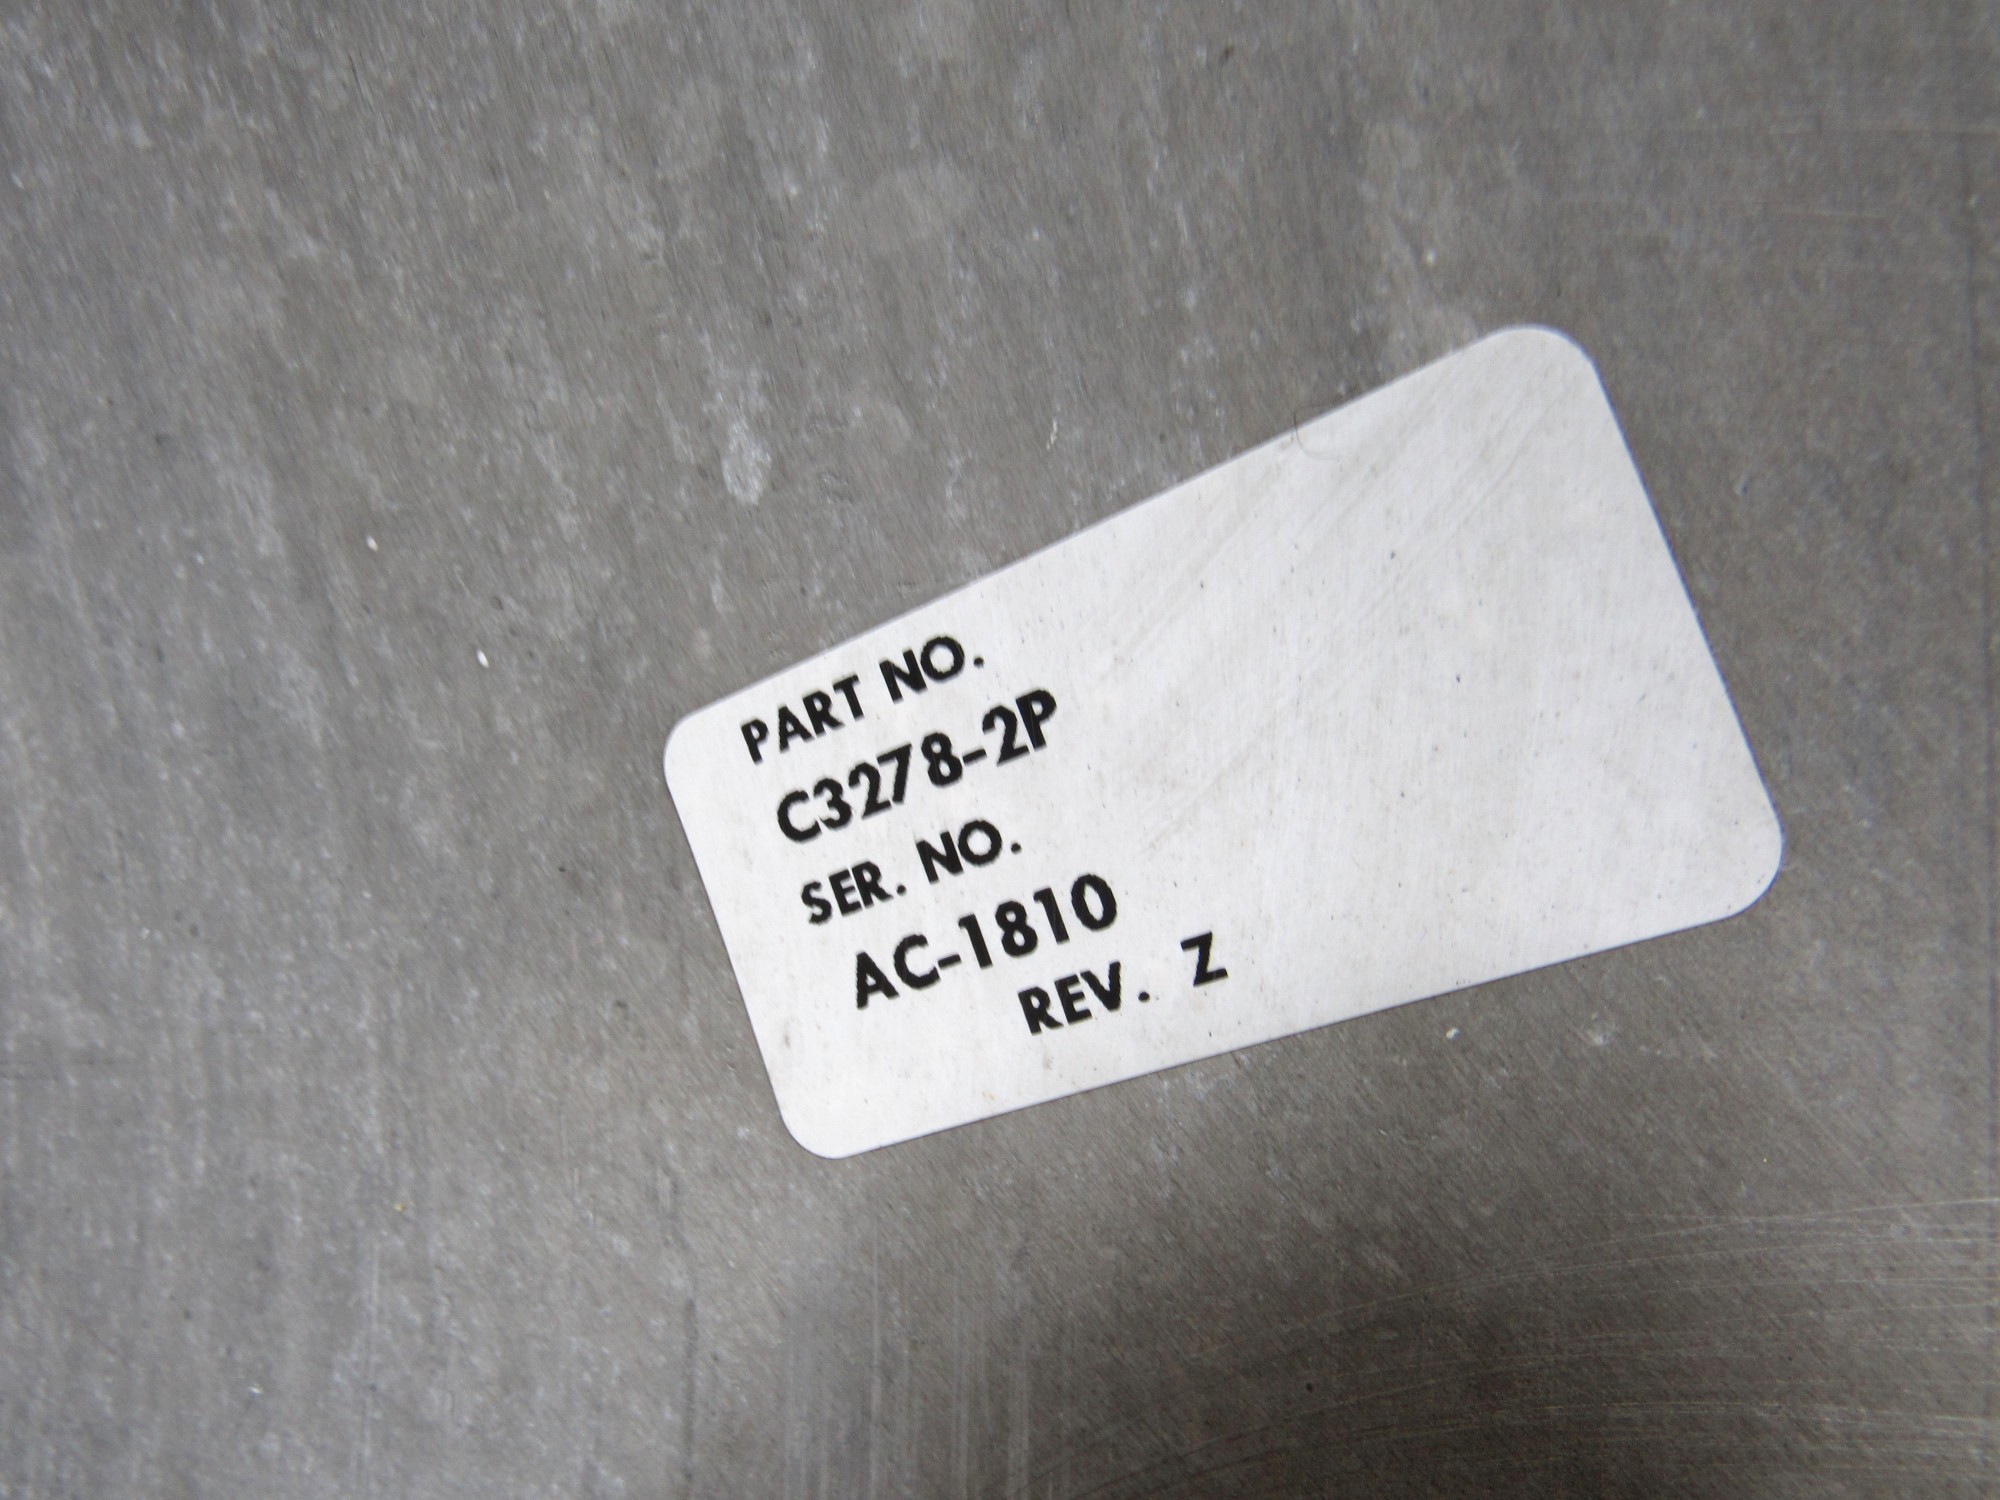 PART NO.
C3278-2P
SER. NO.
AC-1810
REV. Z